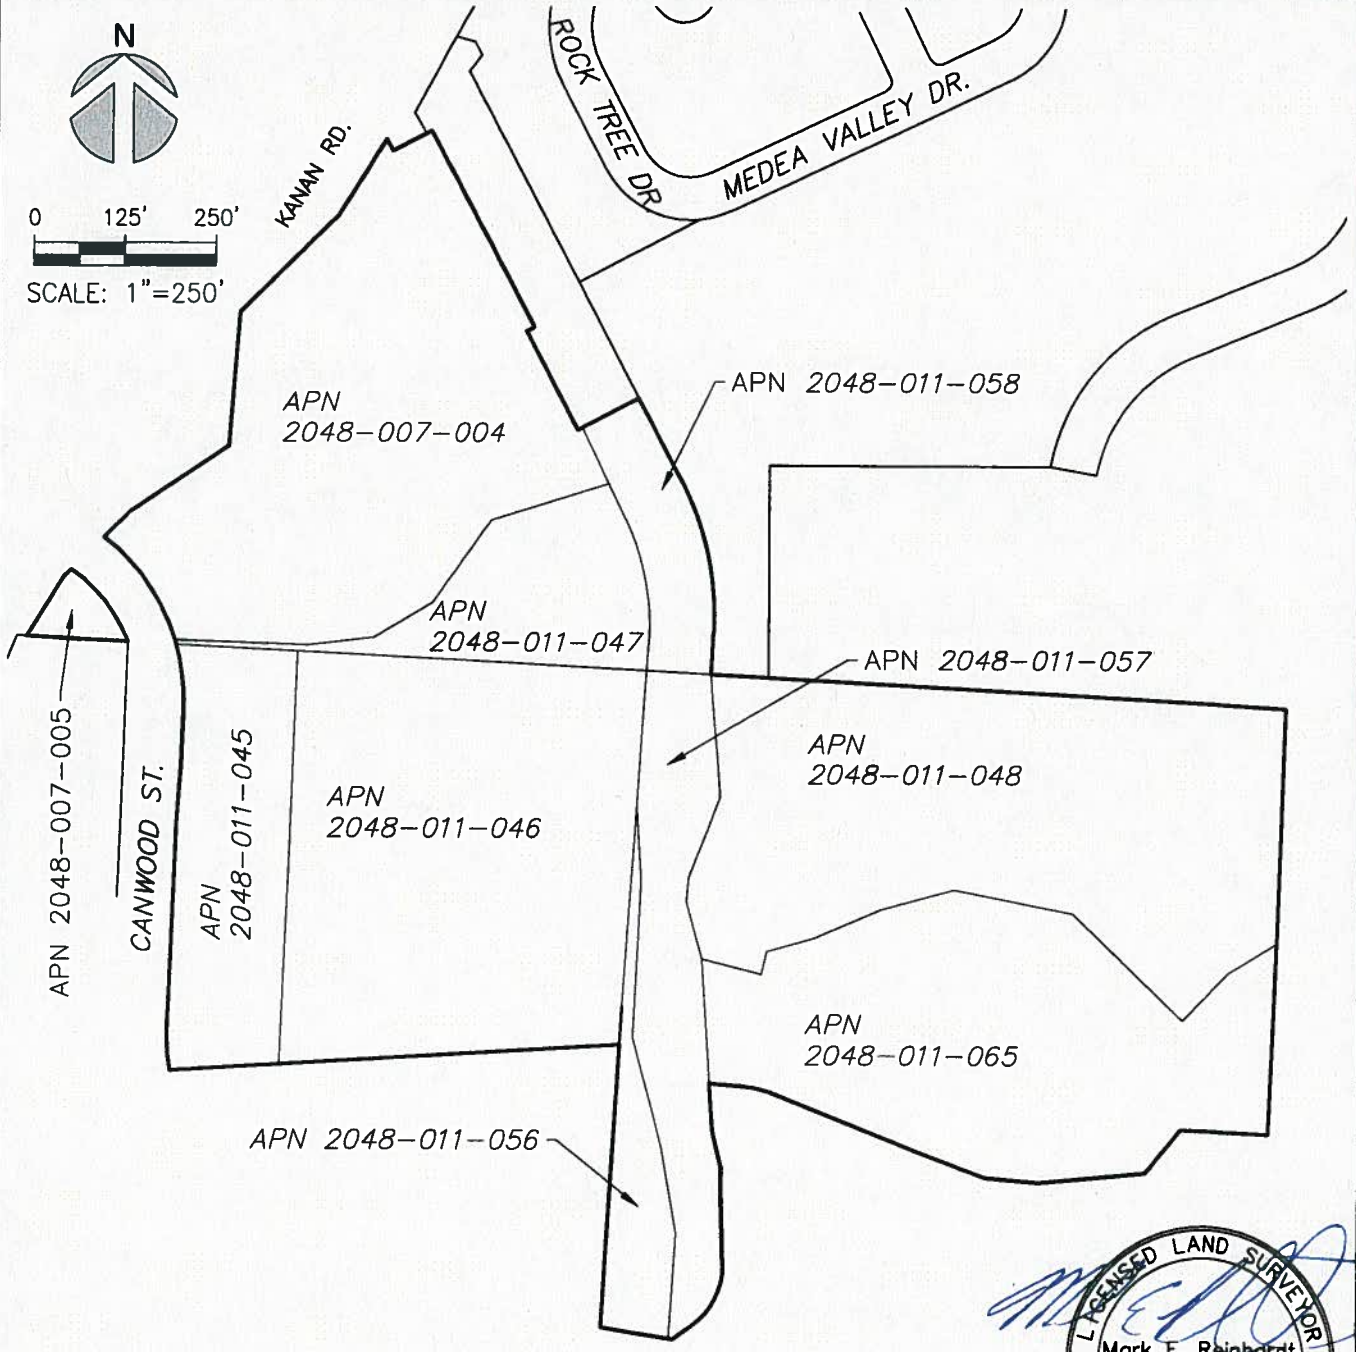 N
0 125' 250'
SCALE: 1"=250'
KANAN RD.
ROCK TREE DR
MEDEA VALLEY DR.
APN
2048-007-004
APN 2048-011-058
APN
2048-011-047
APN 2048-011-057
APN 2048-007-005
CANWOOD ST.
APN
2048-011-045
APN
2048-011-046
APN
2048-011-048
APN
2048-011-065
APN 2048-011-056
LICENSED LAND SURVEYOR
Mark E. Reinhardt